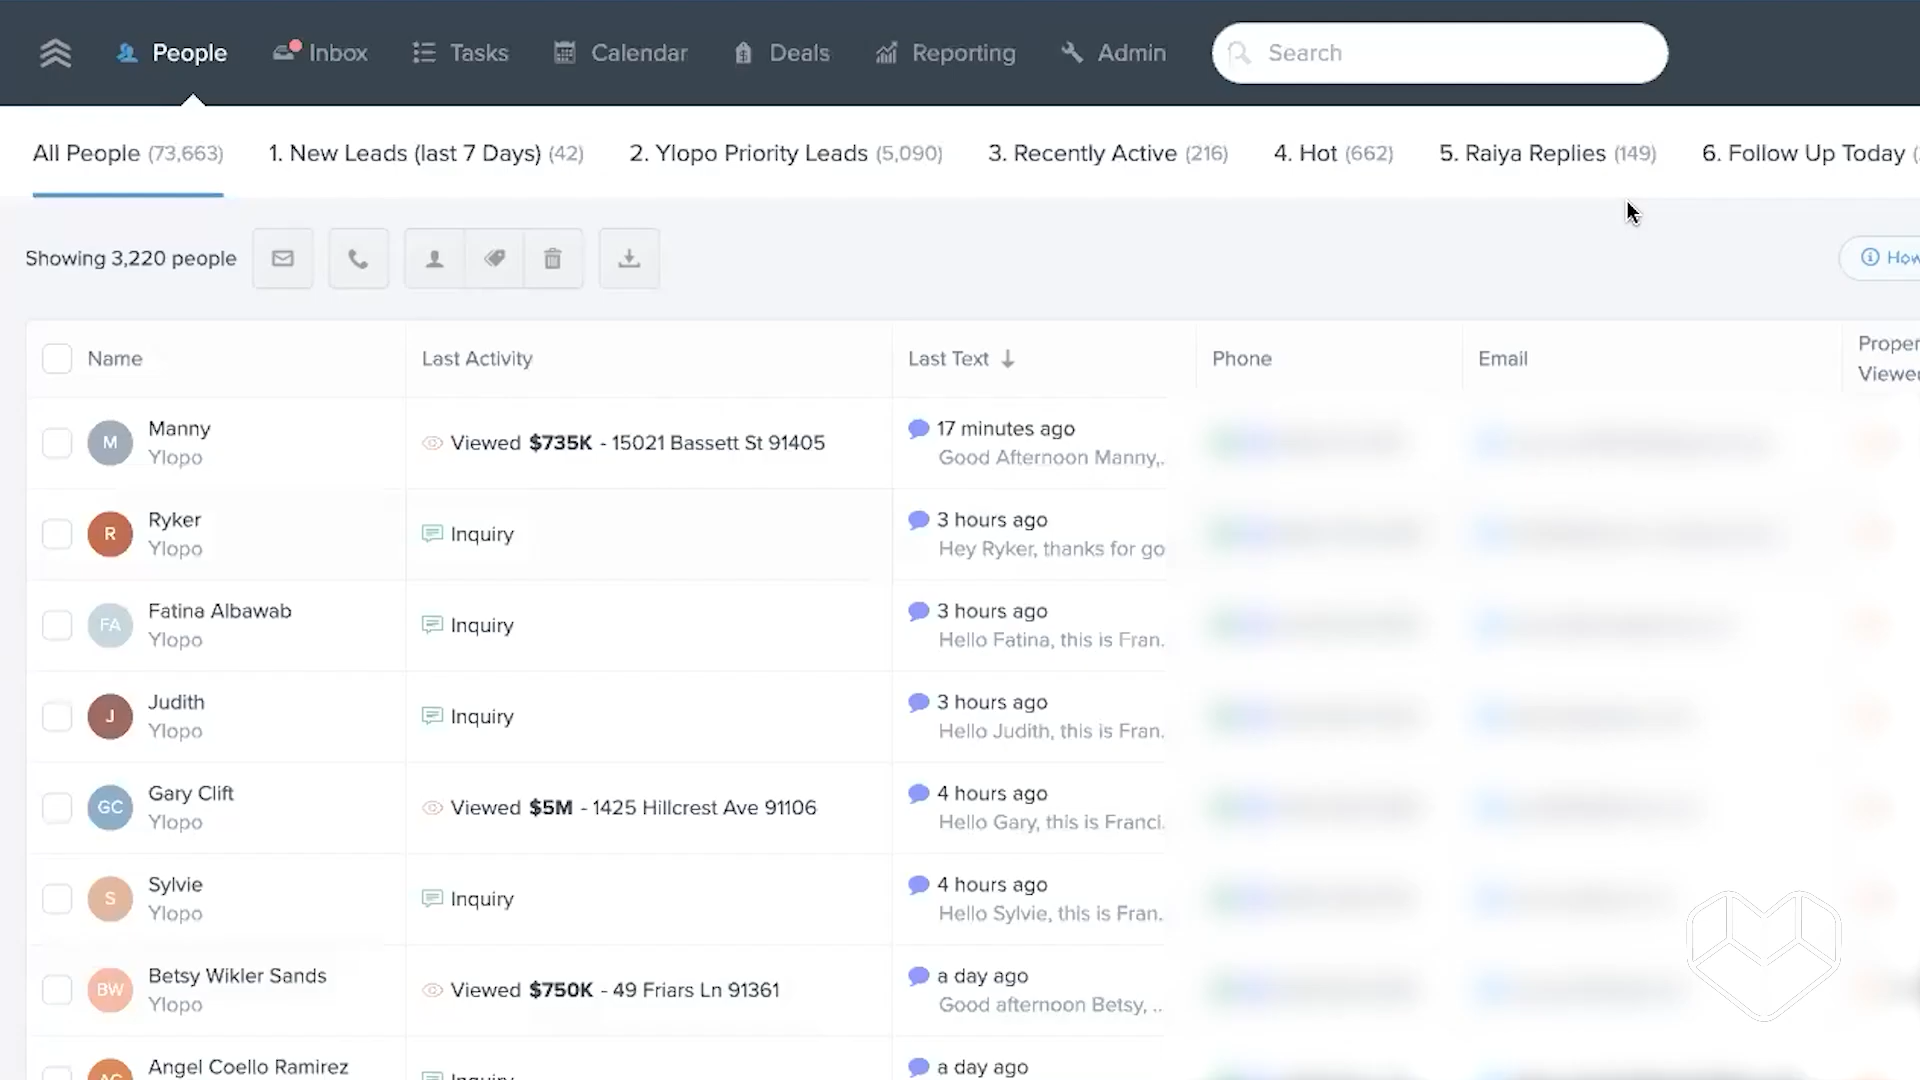 People Inbox Tasks Calendar Deals Reporting Admin Search
All People (73,663) 1. New Leads (last 7 Days) (42) 2. Ylopo Priority Leads (5,090) 3. Recently Active (216) 4. Hot (662) 5. Raiya Replies (149) 6. Follow Up Today
Showing 3,220 people How
Name Last Activity Last Text Phone Email
Proper
Viewed
M Manny Viewed $735K - 15021 Bassett St 91405 17 minutes ago
Ylopo Good Afternoon Manny,..
R Ryker Inquiry 3 hours ago
Ylopo Hey Ryker, thanks for go
FA Fatina Albawab Inquiry 3 hours ago
Ylopo Hello Fatina, this is Fran.
J Judith Inquiry 3 hours ago
Ylopo Hello Judith, this is Fran.
GC Gary Clift Viewed $5M - 1425 Hillcrest Ave 91106 4 hours ago
Ylopo Hello Gary, this is Franci.
S Sylvie Inquiry 4 hours ago
Ylopo Hello Sylvie, this is Fran.
BW Betsy Wikler Sands Viewed $750K - 49 Friars Ln 91361 a day ago
Ylopo Good afternoon Betsy, ..
AC Angel Coello Ramirez Inquiry a day ago